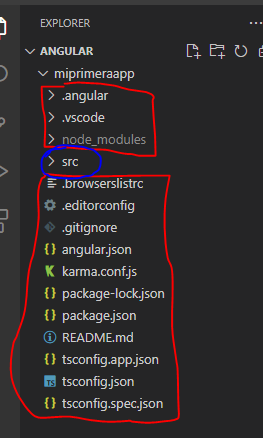 EXPLORER
ANGULAR
miprimeraapp
.angular
.vscode
node_modules
src
.browserslistrc
.editorconfig
.gitignore
angular.json
karma.conf.js
package-lock.json
package.json
README.md
tsconfig.app.json
TS tsconfig.json
tsconfig.spec.json